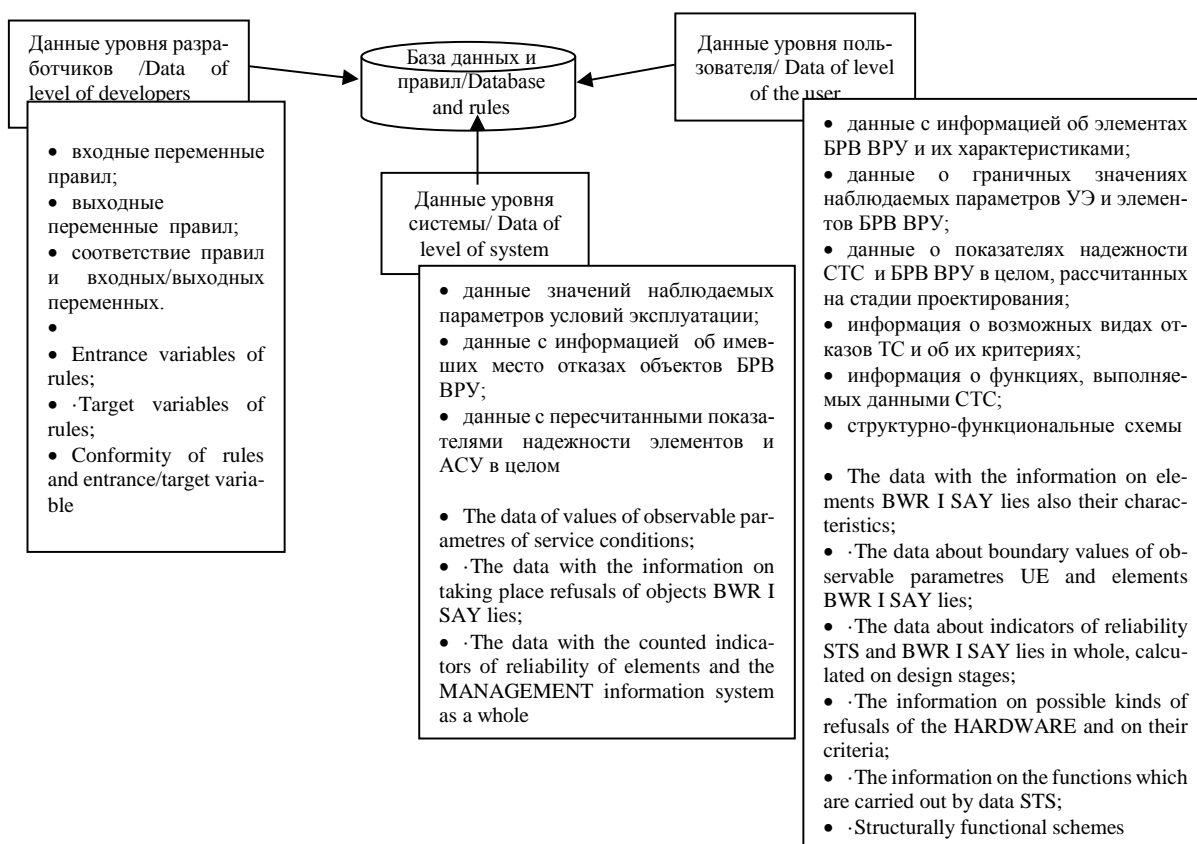 Данные уровня разра-
ботчиков /Data of
level of developers
• входные переменные
правил;
• выходные
переменные правил;
• соответствие правил
и входных/выходных
переменных.
•
• Entrance variables of
rules;
• ·Target variables of
rules;
• Conformity of rules
and entrance/target varia-
ble
База данных и
правил/Database
and rules
Данные уровня
системы/ Data of
level of system
• данные значений наблюдаемых
параметров условий эксплуатации;
• данные с информацией об имев-
ших место отказах объектов БРВ
ВРУ;
• данные с пересчитанными показа-
телями надежности элементов и
АСУ в целом
• The data of values of observable par-
ametres of service conditions;
• ·The data with the information on
taking place refusals of objects BWR I
SAY lies;
• ·The data with the counted indica-
tors of reliability of elements and the
MANAGEMENT information system
as a whole
Данные уровня поль-
зователя/ Data of level
of the user
• данные с информацией об элементах
БРВ ВРУ и их характеристиками;
• данные о граничных значениях
наблюдаемых параметров УЭ и элемен-
тов БРВ ВРУ;
• данные о показателях надежности
СТС и БРВ ВРУ в целом, рассчитанных
на стадии проектирования;
• информация о возможных видах от-
казов ТС и об их критериях;
• информация о функциях, выполняе-
мых данными СТС;
• структурно-функциональные схемы
• The data with the information on ele-
ments BWR I SAY lies also their charac-
teristics;
• ·The data about boundary values of ob-
servable parametres UE and elements
BWR I SAY lies;
• ·The data about indicators of reliability
STS and BWR I SAY lies in whole, calcu-
lated on design stages;
• ·The information on possible kinds of
refusals of the HARDWARE and on their
criteria;
• ·The information on the functions which
are carried out by data STS;
• ·Structurally functional schemes